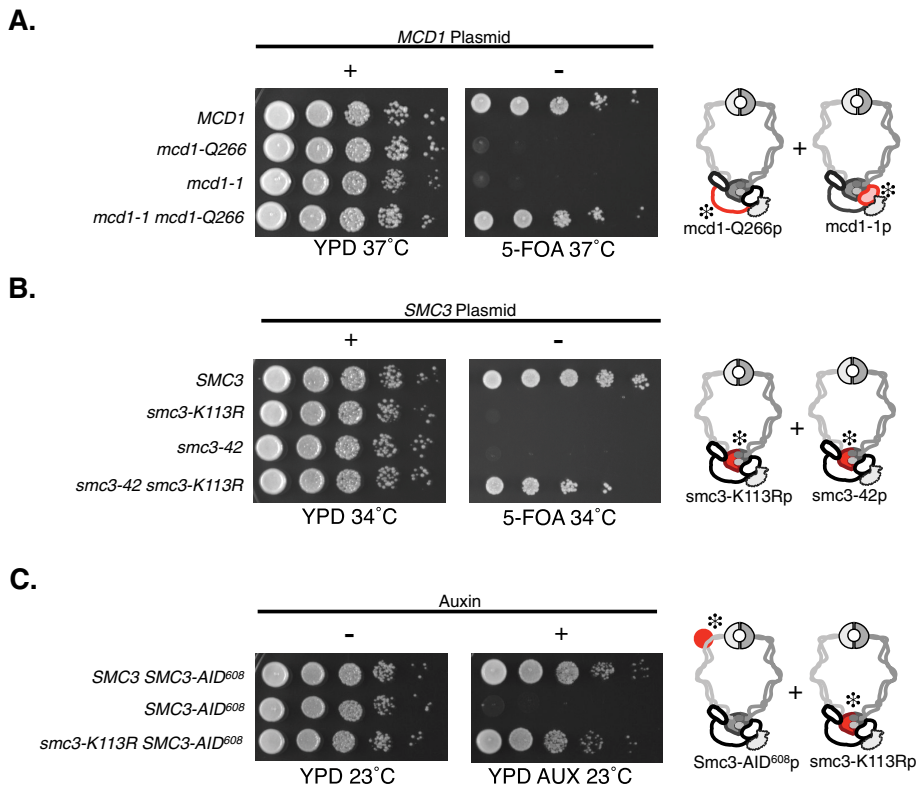 A.
MCD1 Plasmid
+ -
MCD1
mcd1-Q266
mcd1-1
mcd1-1 mcd1-Q266
YPD 37˚C 5-FOA 37˚C
+
mcd1-Q266p mcd1-1p
B.
SMC3 Plasmid
+ -
SMC3
smc3-K113R
smc3-42
smc3-42 smc3-K113R
YPD 34˚C 5-FOA 34˚C
+
smc3-K113Rp smc3-42p
C.
Auxin
- +
SMC3 SMC3-AID⁶⁰⁸
SMC3-AID⁶⁰⁸
smc3-K113R SMC3-AID⁶⁰⁸
YPD 23˚C YPD AUX 23˚C
+
Smc3-AID⁶⁰⁸p smc3-K113Rp